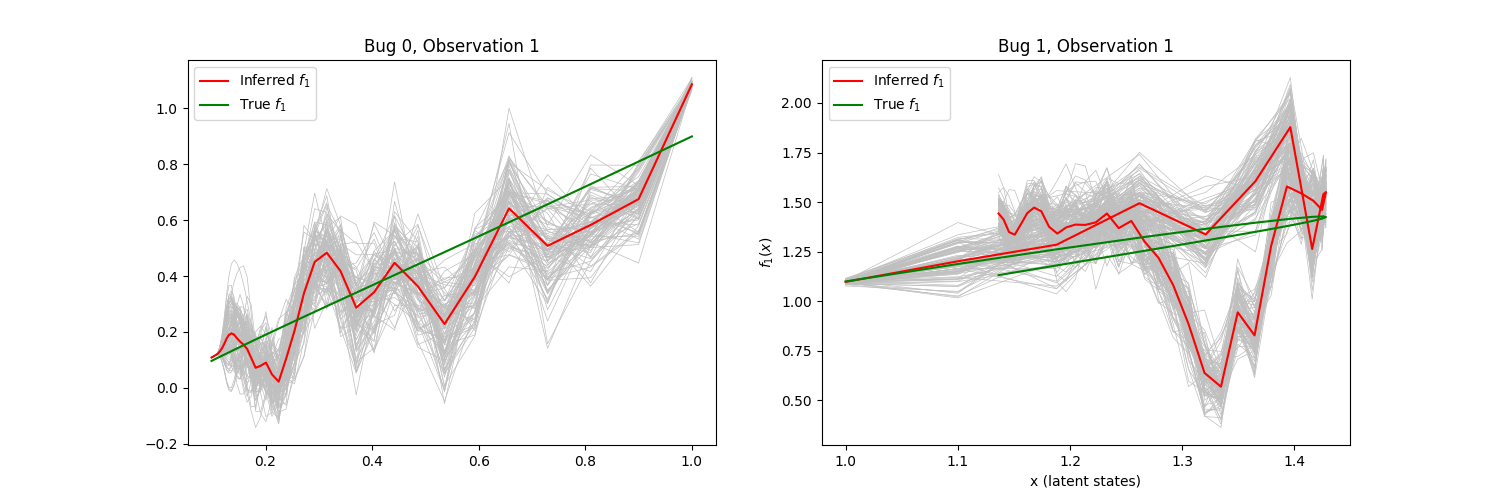 Bug 0, Observation 1
Inferred f₁
True f₁
1.0
0.8
0.6
0.4
0.2
0.0
−0.2
0.2 0.4 0.6 0.8 1.0
Bug 1, Observation 1
Inferred f₁
True f₁
f₁(x)
2.00
1.75
1.50
1.25
1.00
0.75
0.50
1.0 1.1 1.2 1.3 1.4
x (latent states)